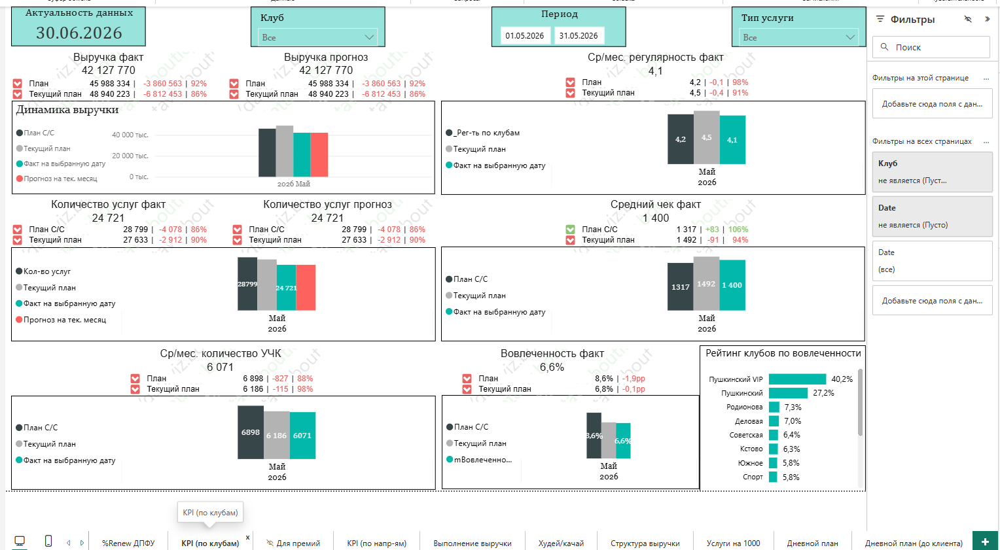 Актуальность данных
30.06.2026
Клуб
Все
Период
01.05.2026
31.05.2026
Тип услуги
Все
Выручка факт
42 127 770
План 45 988 334 | -3 860 563 | 92%
Текущий план 48 940 223 | -6 812 453 | 86%
Выручка прогноз
42 127 770
План 45 988 334 | -3 860 563 | 92%
Текущий план 48 940 223 | -6 812 453 | 86%
Ср/мес. регулярность факт
4,1
План 4,2 | -0,1 | 98%
Текущий план 4,5 | -0,4 | 91%
Динамика выручки
План С/С
Текущий план
Факт на выбранную дату
Прогноз на тек. месяц
40 000 тыс.
20 000 тыс.
0 тыс.
2026 Май
_Рег-ть по клубам
Текущий план
Факт на выбранную дату
4,2
4,5
4,1
Май
2026
Количество услуг факт
24 721
План С/С 28 799 | -4 078 | 86%
Текущий план 27 633 | -2 912 | 90%
Количество услуг прогноз
24 721
План С/С 28 799 | -4 078 | 86%
Текущий план 27 633 | -2 912 | 90%
Средний чек факт
1 400
План С/С 1 317 | +83 | 106%
Текущий план 1 492 | -91 | 94%
Кол-во услуг
Текущий план
Факт на выбранную дату
Прогноз на тек. месяц
28799
24 721
Май
2026
План С/С
Текущий план
Факт на выбранную дату
1317
1492
1 400
Май
2026
Ср/мес. количество УЧК
6 071
План 6 898 | -827 | 88%
Текущий план 6 186 | -115 | 98%
Вовлеченность факт
6,6%
План 8,6% | -1,9pp
Текущий план 6,8% | -0,1pp
План С/С
Текущий план
Факт на выбранную дату
6898
6 186
6071
Май
2026
План С/С
Текущий план
mВовлеченно...
6,6%
Май
2026
Рейтинг клубов по вовлеченности
Пушкинский VIP 40,2%
Пушкинский 27,2%
Родионова 7,3%
Деловая 7,0%
Советская 6,4%
Кстово 6,3%
Южное 5,8%
Спорт 5,8%
Фильтры
Поиск
Фильтры на этой странице ...
Добавьте сюда поля с дан...
Фильтры на всех страницах ...
Клуб
не является (Пуст...
Date
не является (Пусто)
Date
(все)
Добавьте сюда поля с дан...
KPI (по клубам)
%Renew ДПФУ
KPI (по клубам) x
Для премий
KPI (по напр-ям)
Выполнение выручки
Худей/качай
Структура выручки
Услуги на 1000
Дневной план
Дневной план (до клиента)